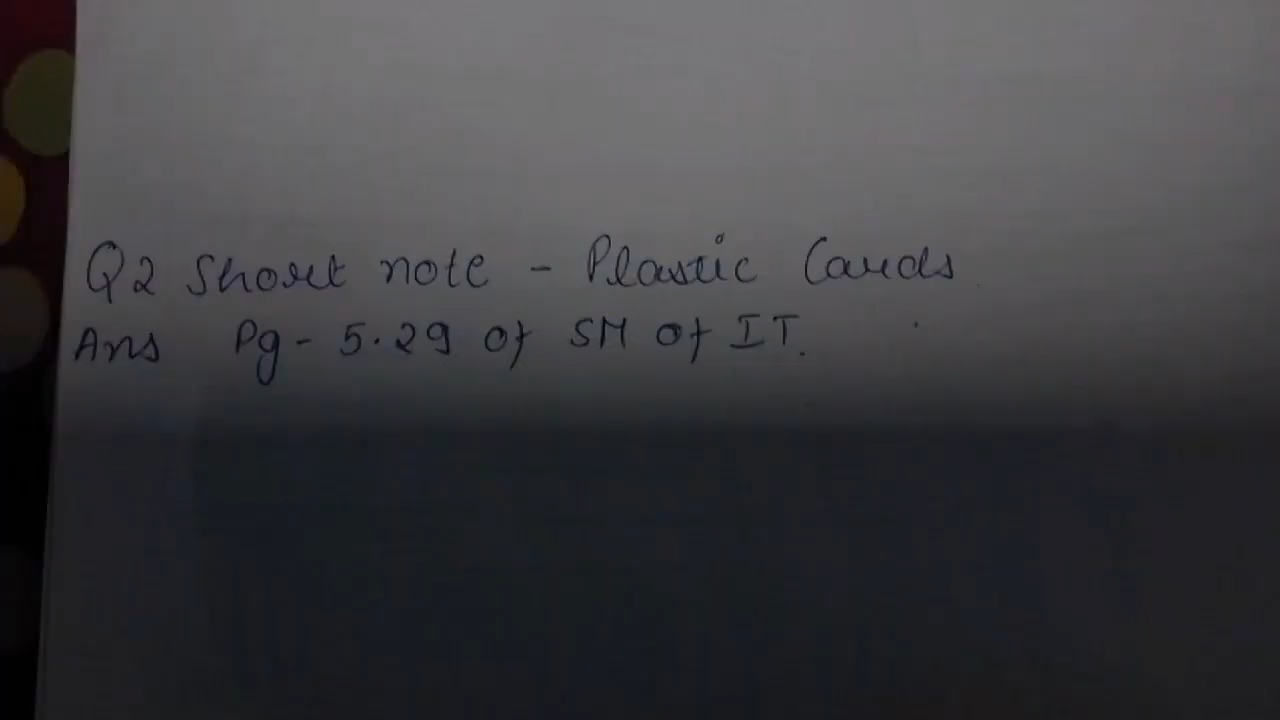 Q2 Short note - Plastic Cards
Ans Pg- 5.29 of SM of IT.